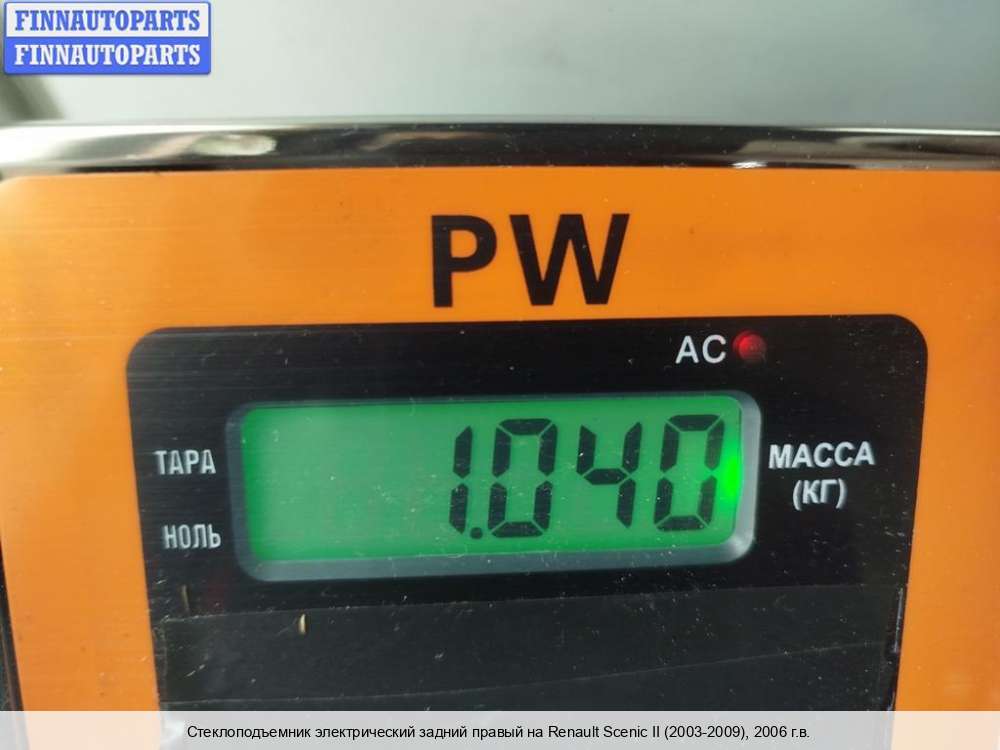 FINNAUTOPARTS
FINNAUTOPARTS
PW
AC
1.040
ТАРА
МАССА
(КГ)
НОЛЬ
Стеклоподъемник электрический задний правый на Renault Scenic II (2003-2009), 2006 г.в.